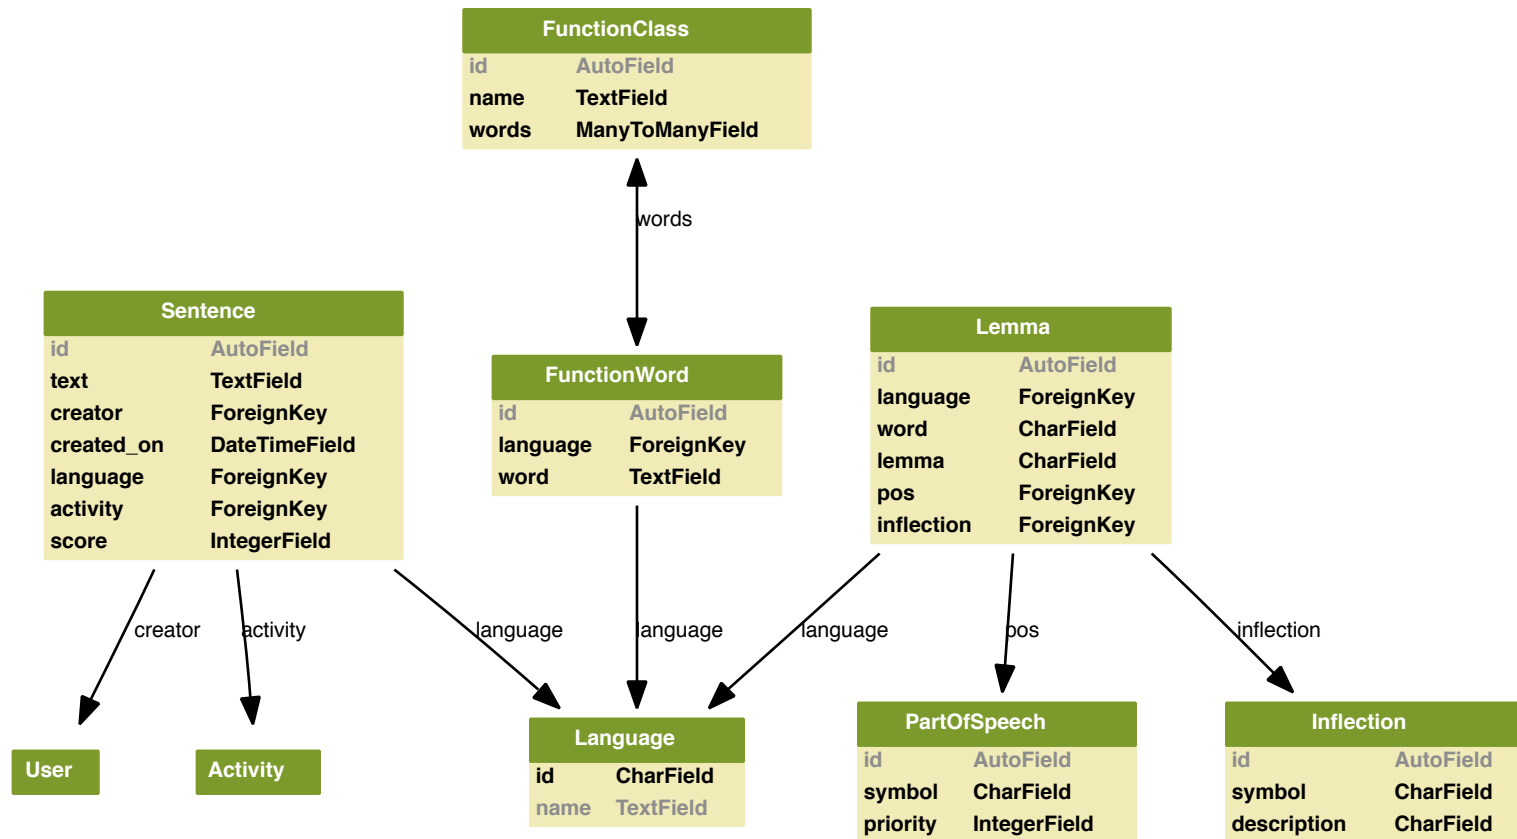 FunctionClass
id AutoField
name TextField
words ManyToManyField
words
Sentence
id AutoField
text TextField
creator ForeignKey
created_on DateTimeField
language ForeignKey
activity ForeignKey
score IntegerField
FunctionWord
id AutoField
language ForeignKey
word TextField
Lemma
id AutoField
language ForeignKey
word CharField
lemma CharField
pos ForeignKey
inflection ForeignKey
creator
activity
language
language
language
pos
inflection
User
Activity
Language
id CharField
name TextField
PartOfSpeech
id AutoField
symbol CharField
priority IntegerField
Inflection
id AutoField
symbol CharField
description CharField